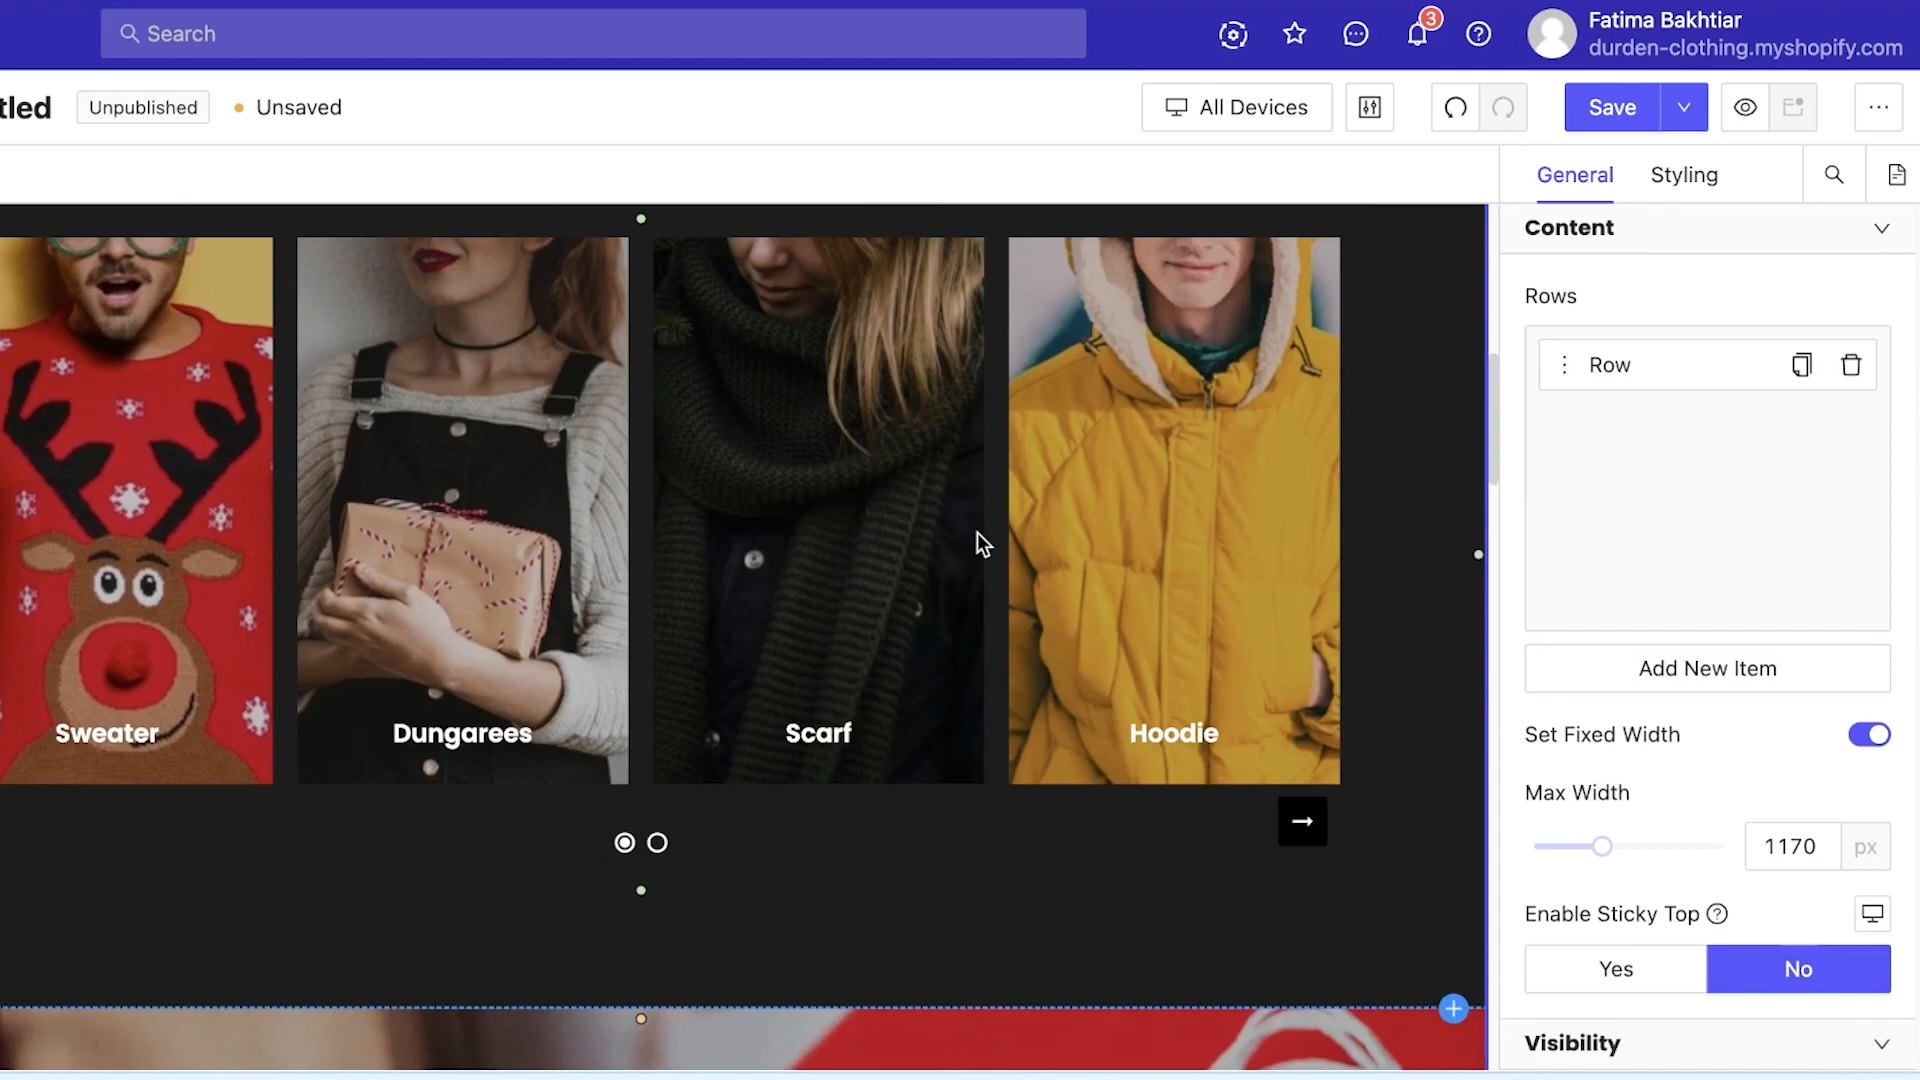 Search
3
Fatima Bakhtiar
durden-clothing.myshopify.com
tled
Unpublished
Unsaved
All Devices
Save
General
Styling
Content
Rows
Row
Add New Item
Set Fixed Width
Max Width
1170
px
Enable Sticky Top
Yes
No
Visibility
Sweater
Dungarees
Scarf
Hoodie